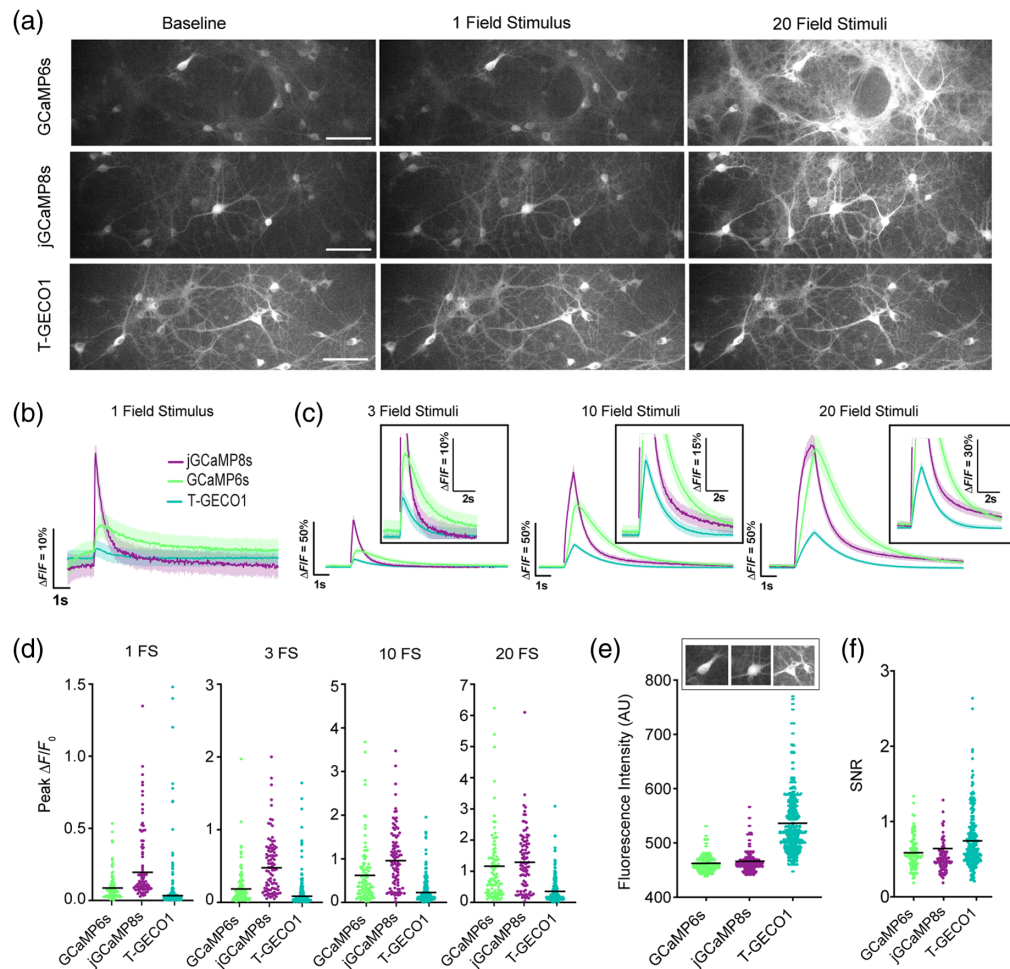 (a)
Baseline
1 Field Stimulus
20 Field Stimuli
GCaMP6s
jGCaMP8s
T-GECO1
(b)
1 Field Stimulus
jGCaMP8s
GCaMP6s
T-GECO1
ΔF/F = 10%
1s
(c)
3 Field Stimuli
10 Field Stimuli
20 Field Stimuli
ΔF/F = 10%
2s
ΔF/F = 15%
2s
ΔF/F = 30%
2s
ΔF/F = 50%
1s
ΔF/F = 50%
1s
ΔF/F = 50%
1s
(d)
1 FS
3 FS
10 FS
20 FS
Peak ΔF/F0
1.5
1.0
0.5
0.0
3
2
1
0
5
4
3
2
1
0
7
6
5
4
3
2
1
0
GCaMP6s
jGCaMP8s
T-GECO1
GCaMP6s
jGCaMP8s
T-GECO1
GCaMP6s
jGCaMP8s
T-GECO1
GCaMP6s
jGCaMP8s
T-GECO1
(e)
Fluorescence Intensity (AU)
800
700
600
500
400
GCaMP6s
jGCaMP8s
T-GECO1
(f)
SNR
3
2
1
0
GCaMP6s
jGCaMP8s
T-GECO1